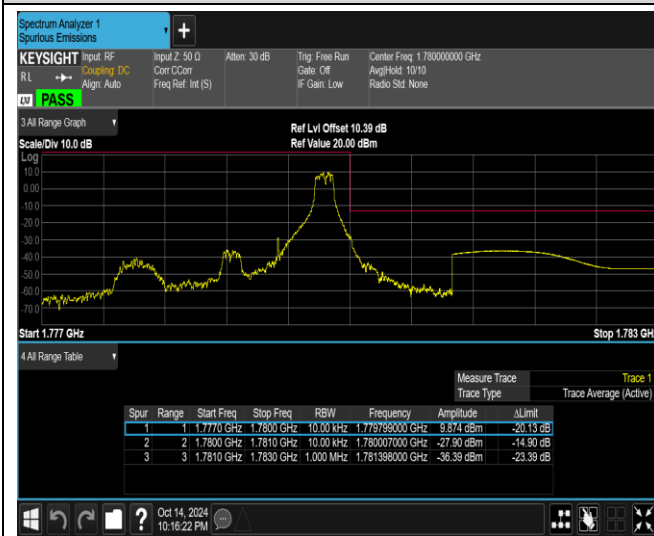 Spectrum Analyzer 1
Spurious Emissions
KEYSIGHT Input: RF Input Z: 50 Ω Atten: 30 dB Trig: Free Run Center Freq: 1.780000000 GHz
R L Coupling: DC Corr CCorr Gate: Off Avg|Hold: 10/10
Align: Auto Freq Ref: Int (S) IF Gain: Low Radio Std: None
LXI PASS
3 All Range Graph
Ref Lvl Offset 10.39 dB
Scale/Div 10.0 dB Ref Value 20.00 dBm
Log
10.0
0.00
-10.0
-20.0
-30.0
-40.0
-50.0
-60.0
-70.0
Start 1.777 GHz Stop 1.783 GH
4 All Range Table
Measure Trace Trace 1
Trace Type Trace Average (Active)
Spur Range Start Freq Stop Freq RBW Frequency Amplitude ΔLimit
1 1 1.7770 GHz 1.7800 GHz 10.00 kHz 1.779799000 GHz 9.874 dBm -20.13 dB
2 2 1.7800 GHz 1.7810 GHz 10.00 kHz 1.780007000 GHz -27.90 dBm -14.90 dB
3 3 1.7810 GHz 1.7830 GHz 1.000 MHz 1.781398000 GHz -36.39 dBm -23.39 dB
Oct 14, 2024
10:16:22 PM